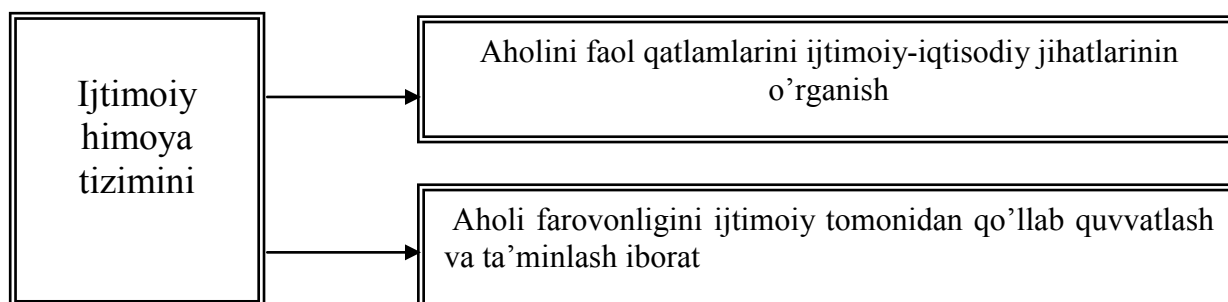 Ijtimoiy
himoya
tizimini
Aholini faol qatlamlarini ijtimoiy-iqtisodiy jihatlarinin
o’rganish
Aholi farovonligini ijtimoiy tomonidan qo’llab quvvatlash
va ta’minlash iborat